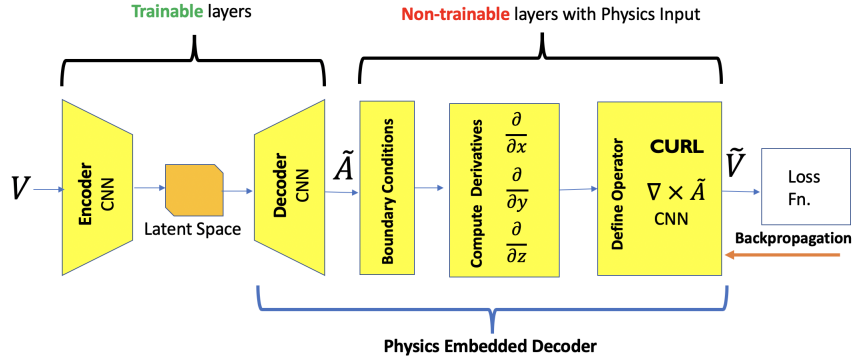 Trainable layers
Non-trainable layers with Physics Input
V
Encoder
CNN
Latent Space
Decoder
CNN
Ã
Boundary Conditions
Compute Derivatives
∂/∂x
∂/∂y
∂/∂z
Define Operator
CURL
∇ × Ã
CNN
Ṽ
Loss
Fn.
Backpropagation
Physics Embedded Decoder